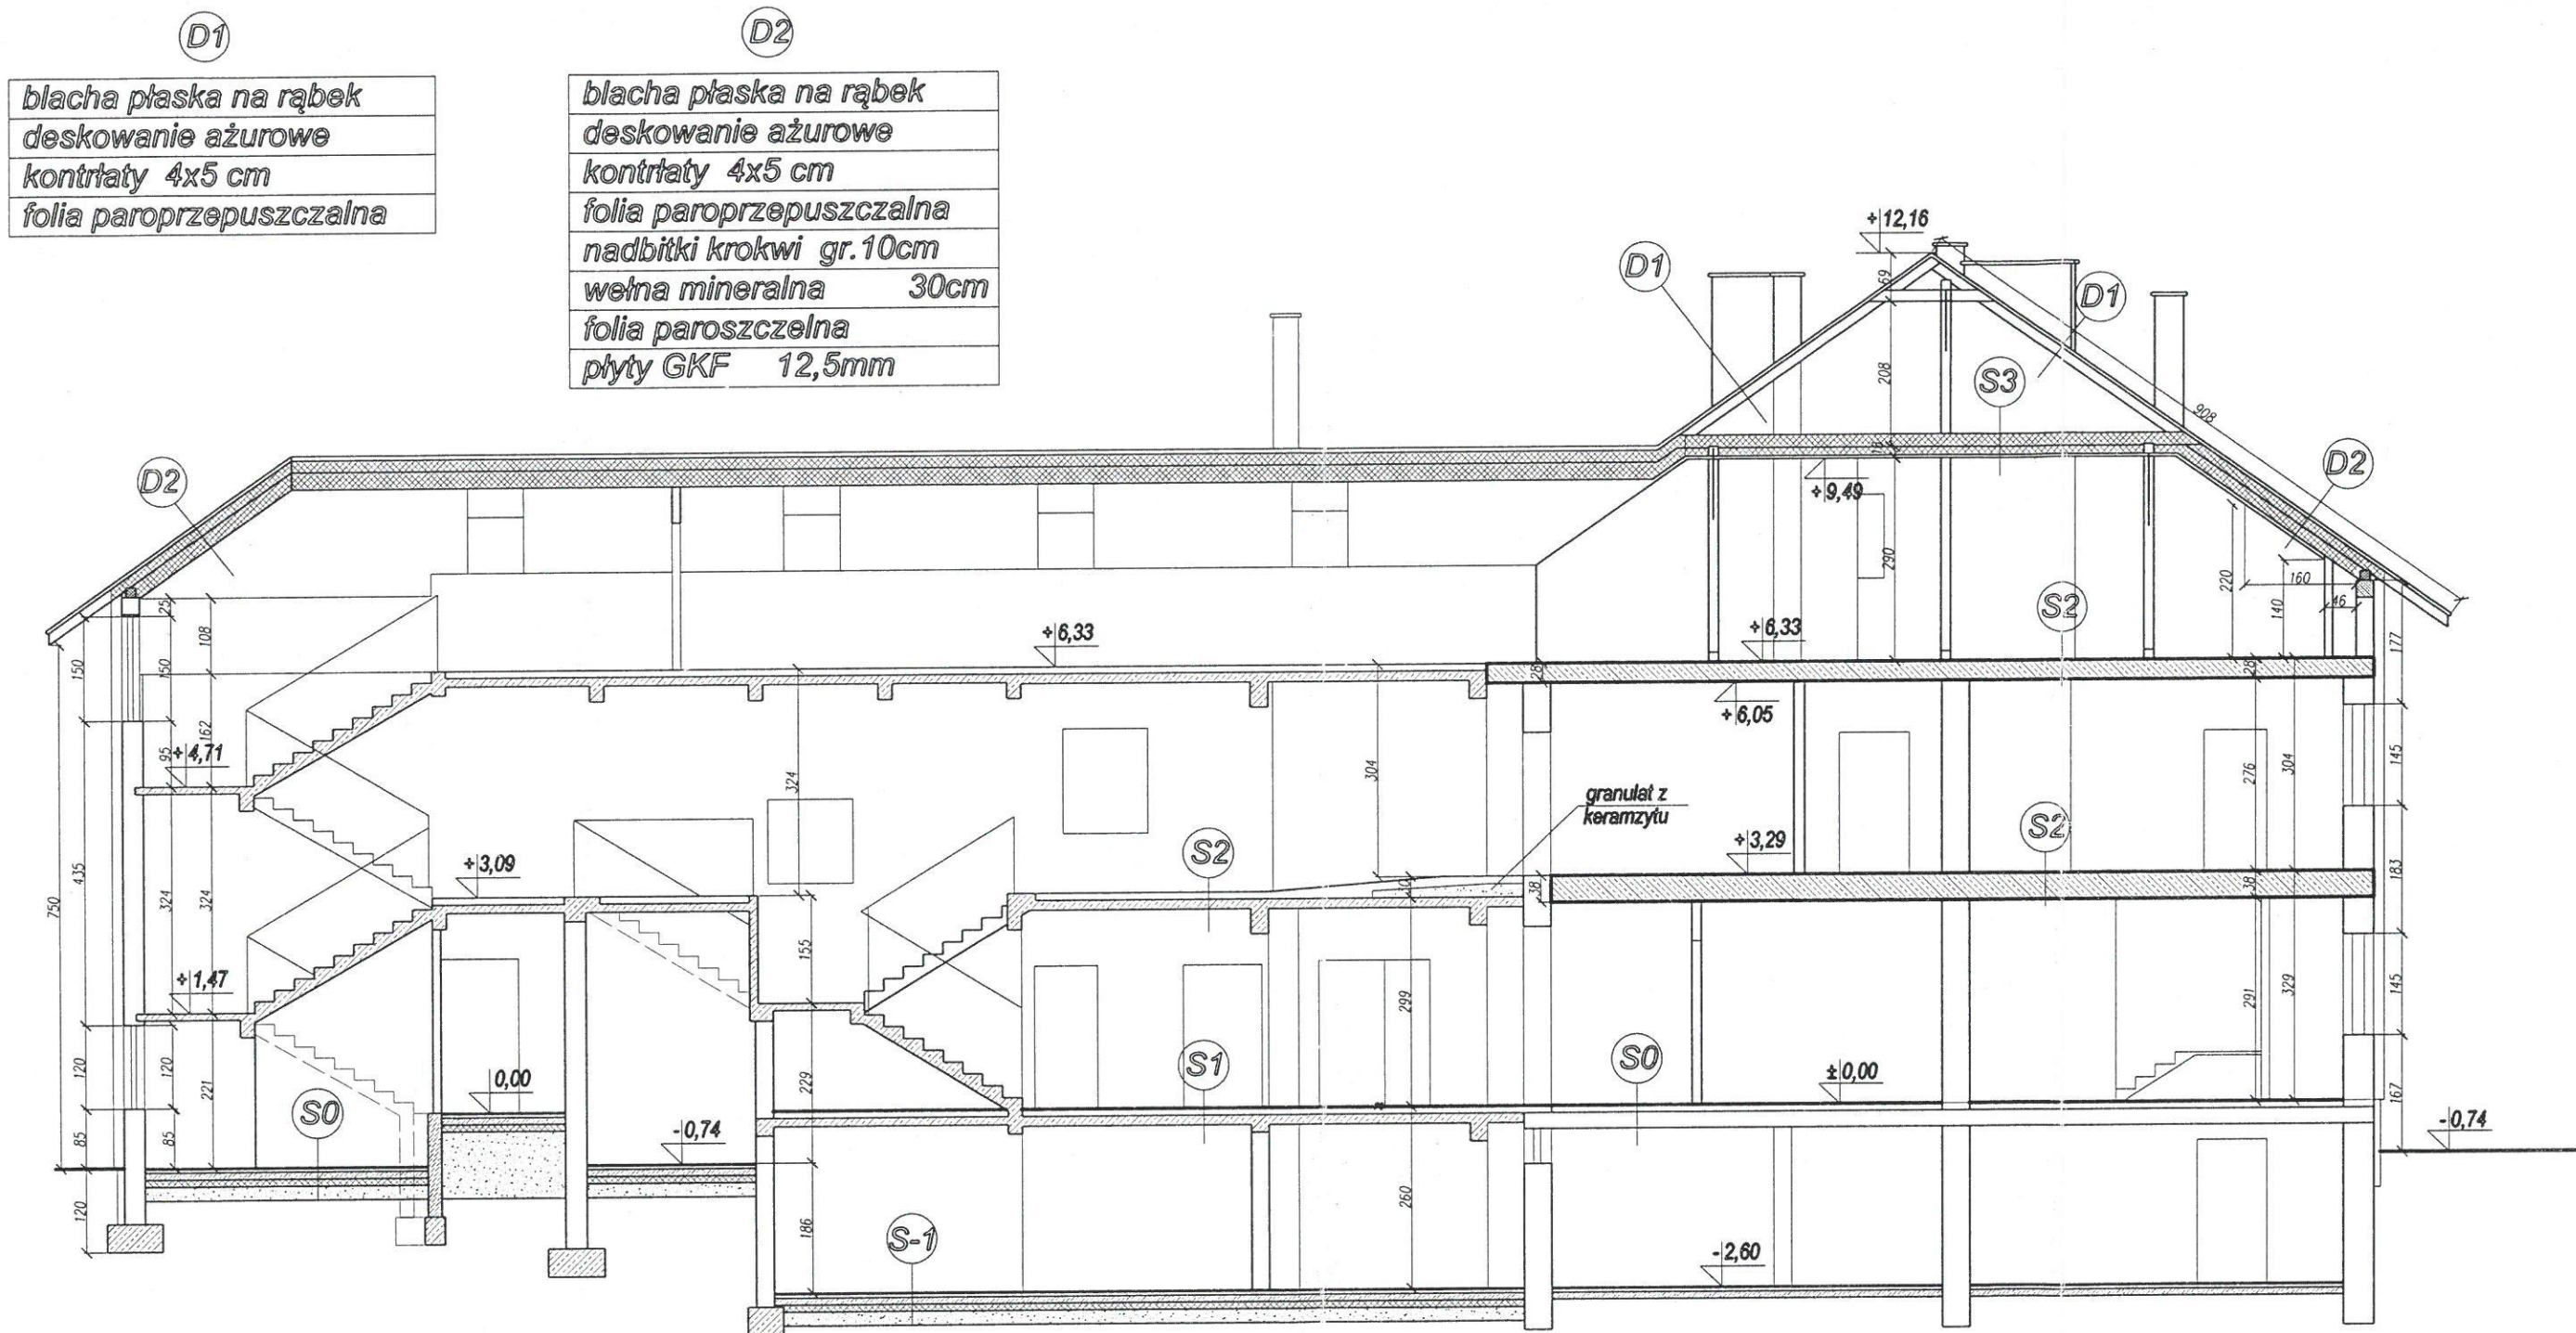 D1
blacha płaska na rąbek
deskowanie ażurowe
kontrłaty 4x5 cm
folia paroprzepuszczalna
D2
blacha płaska na rąbek
deskowanie ażurowe
kontrłaty 4x5 cm
folia paroprzepuszczalna
nadbitki krokwi gr.10cm
wełna mineralna 30cm
folia paroszczelna
płyty GKF 12,5mm
+12,16
D1
69
D1
208
S3
908
D2
D2
+9,49
290
220
160
140
46
S2
25
108
150
150
+6,33
+6,33
177
28
28
162
95
+4,71
+6,05
324
304
276
304
145
granulat z
keramzytu
435
+3,09
S2
+3,29
S2
183
10
38
38
750
324
324
155
+1,47
299
291
329
145
120
120
221
229
S0
0,00
S1
S0
±0,00
167
85
85
-0,74
-0,74
120
186
260
S-1
-2,60